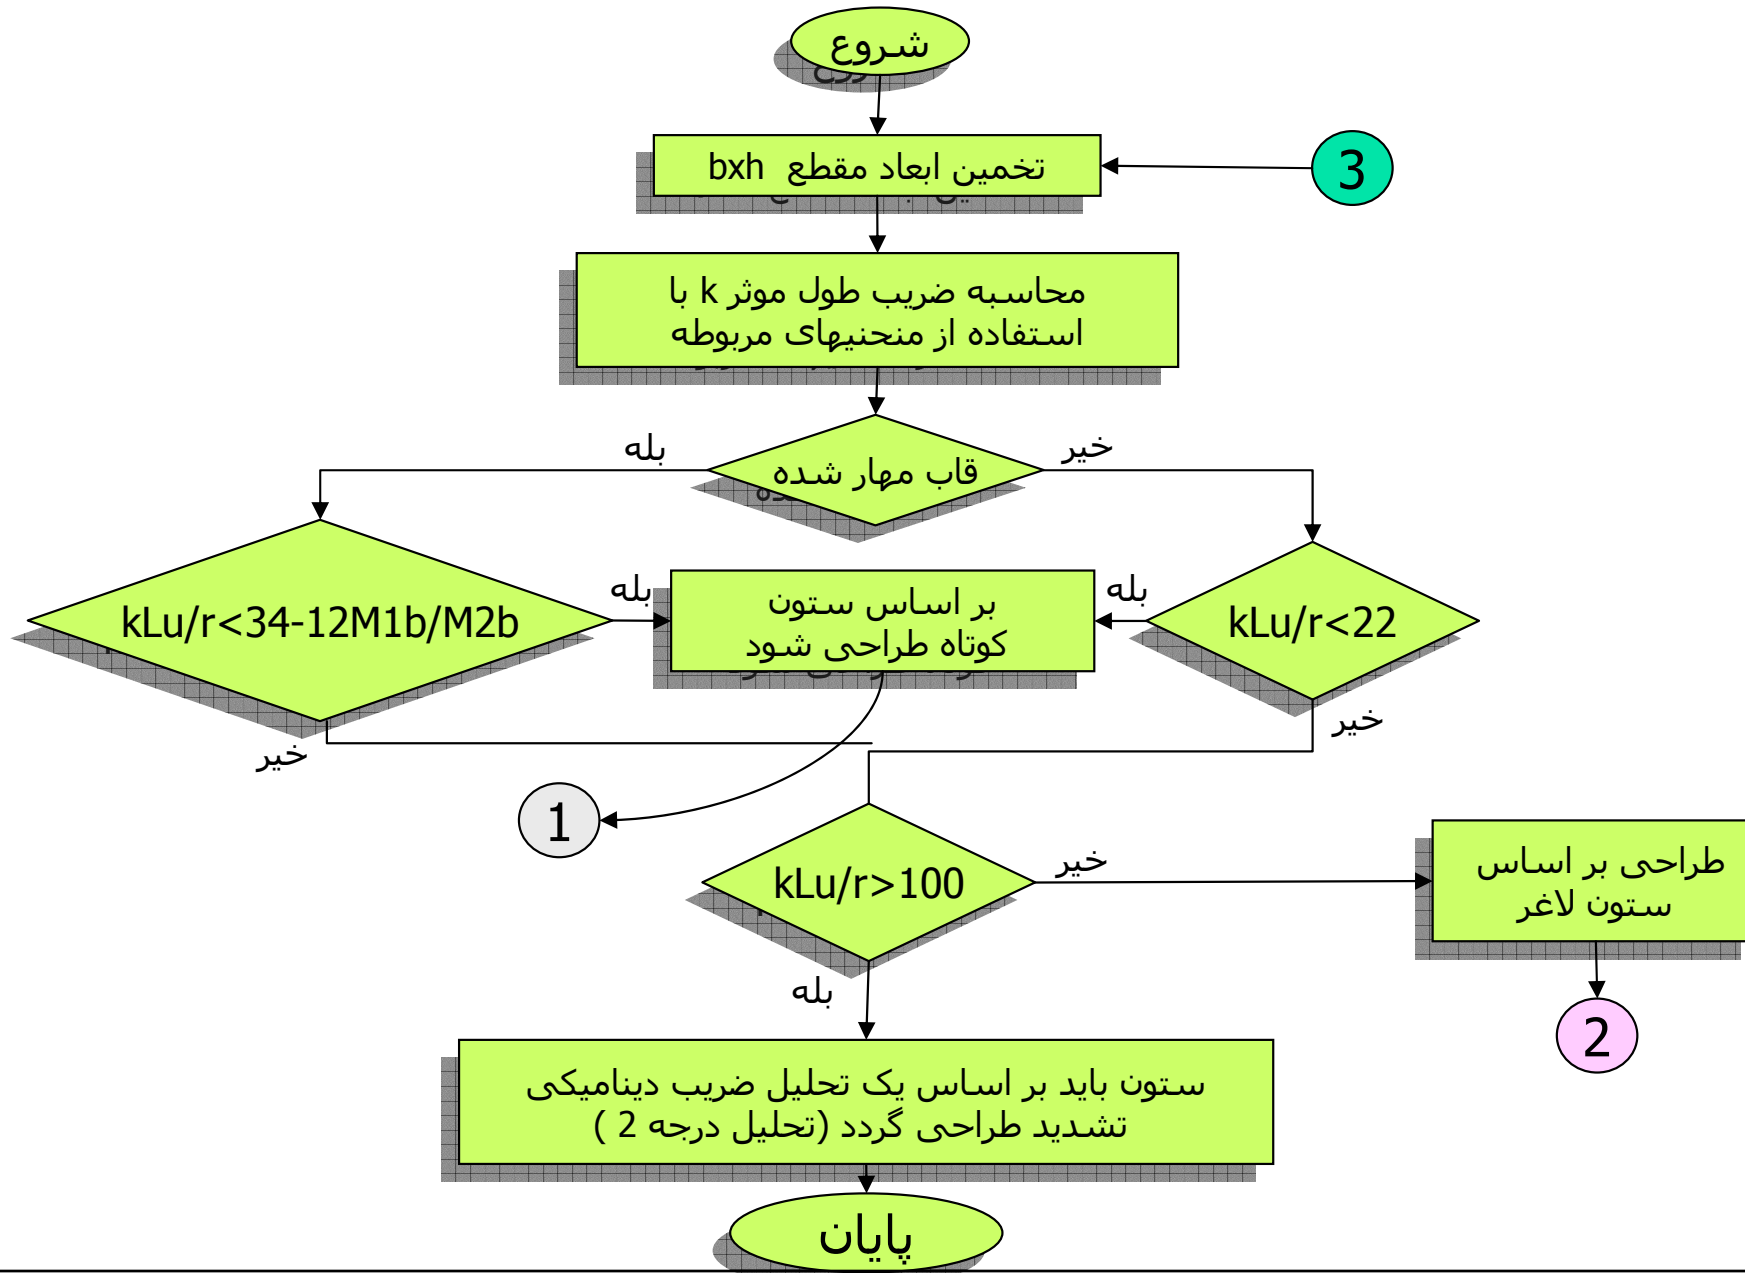 شروع
تخمین ابعاد مقطع bxh
3
محاسبه ضریب طول موثر k با
استفاده از منحنیهای مربوطه
قاب مهار شده
بله
خیر
kLu/r<34-12M1b/M2b
بله
بر اساس ستون
کوتاه طراحی شود
بله
kLu/r<22
خیر
خیر
1
kLu/r>100
خیر
طراحی بر اساس
ستون لاغر
بله
2
ستون باید بر اساس یک تحلیل ضریب دینامیکی
تشدید طراحی گردد (تحلیل درجه 2 )
پایان